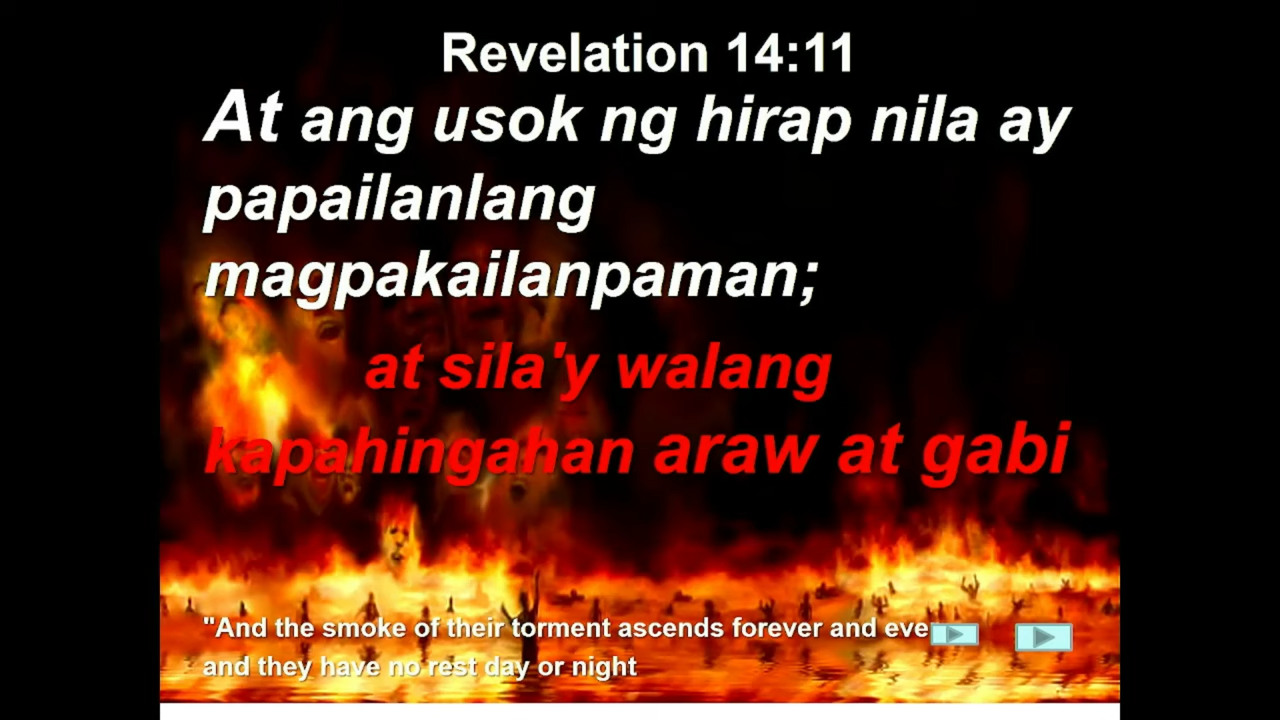 Revelation 14:11
At ang usok ng hirap nila ay
papailanlang
magpakailanpaman;
at sila'y walang
kapahingahan araw at gabi
"And the smoke of their torment ascends forever and eve
and they have no rest day or night